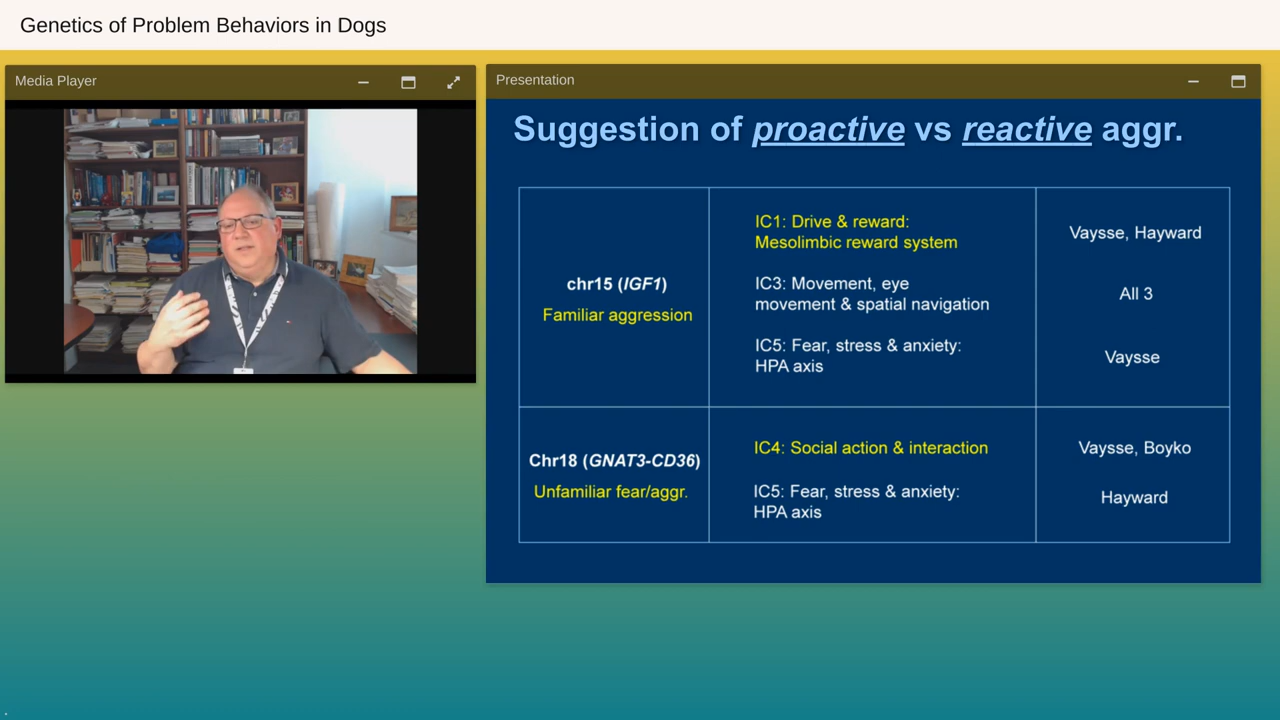 Genetics of Problem Behaviors in Dogs
Media Player
Presentation
Suggestion of proactive vs reactive aggr.
chr15 (IGF1)
Familiar aggression
IC1: Drive & reward:
Mesolimbic reward system
Vaysse, Hayward
IC3: Movement, eye
movement & spatial navigation
All 3
IC5: Fear, stress & anxiety:
HPA axis
Vaysse
Chr18 (GNAT3-CD36)
Unfamiliar fear/aggr.
IC4: Social action & interaction
Vaysse, Boyko
IC5: Fear, stress & anxiety:
HPA axis
Hayward